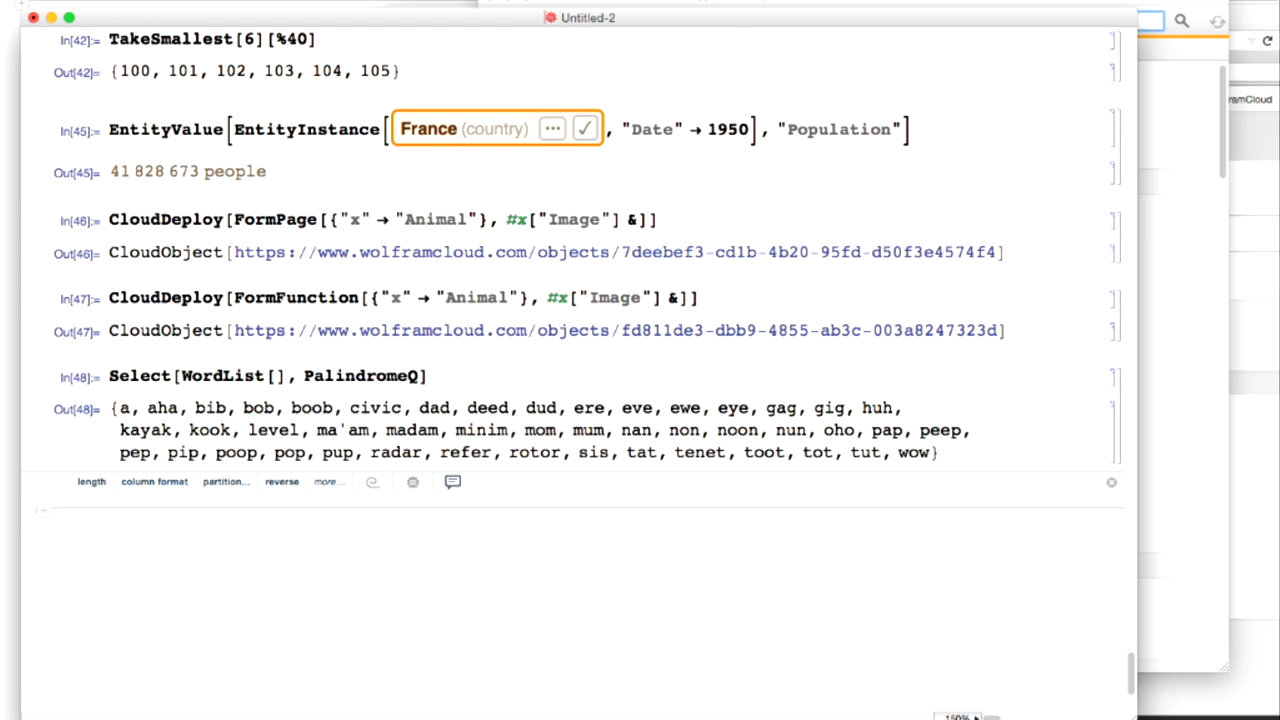 Untitled-2
In[42]:= TakeSmallest[6][%40]
Out[42]= {100, 101, 102, 103, 104, 105}
In[45]:= EntityValue[EntityInstance[France (country) ... ✓, "Date" → 1950], "Population"]
Out[45]= 41 828 673 people
In[46]:= CloudDeploy[FormPage[{"x" → "Animal"}, #x["Image"] &]]
Out[46]= CloudObject[https://www.wolframcloud.com/objects/7deebef3-cd1b-4b20-95fd-d50f3e4574f4]
In[47]:= CloudDeploy[FormFunction[{"x" → "Animal"}, #x["Image"] &]]
Out[47]= CloudObject[https://www.wolframcloud.com/objects/fd811de3-dbb9-4855-ab3c-003a8247323d]
In[48]:= Select[WordList[], PalindromeQ]
Out[48]= {a, aha, bib, bob, boob, civic, dad, deed, dud, ere, eve, ewe, eye, gag, gig, huh,
kayak, kook, level, ma'am, madam, minim, mom, mum, nan, non, noon, nun, oho, pap, peep,
pep, pip, poop, pop, pup, radar, refer, rotor, sis, tat, tenet, toot, tot, tut, wow}
length column format partition... reverse more...
150%
ramCloud